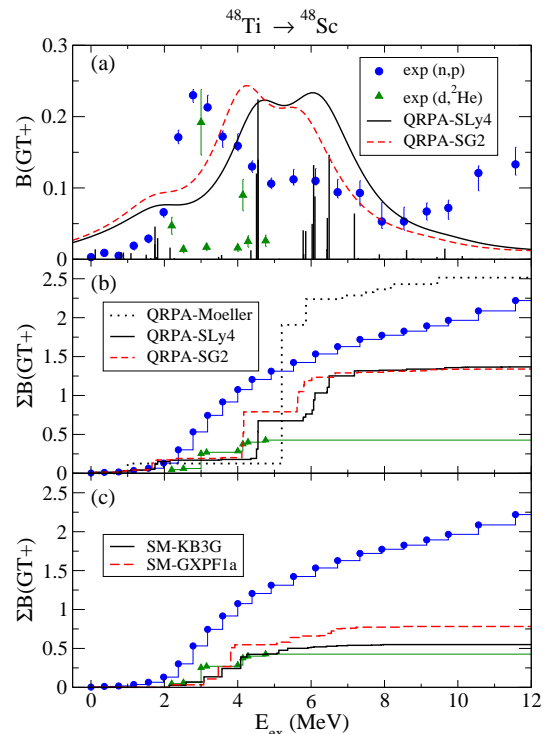 ⁴⁸Ti → ⁴⁸Sc
(a)
exp (n,p)
exp (d,²He)
QRPA-SLy4
QRPA-SG2
0.3
0.2
0.1
0
B(GT+)
(b)
QRPA-Moeller
QRPA-SLy4
QRPA-SG2
2.5
2
1.5
1
0.5
0
ΣB(GT+)
(c)
SM-KB3G
SM-GXPF1a
2.5
2
1.5
1
0.5
0
ΣB(GT+)
0 2 4 6 8 10 12
E_ex (MeV)